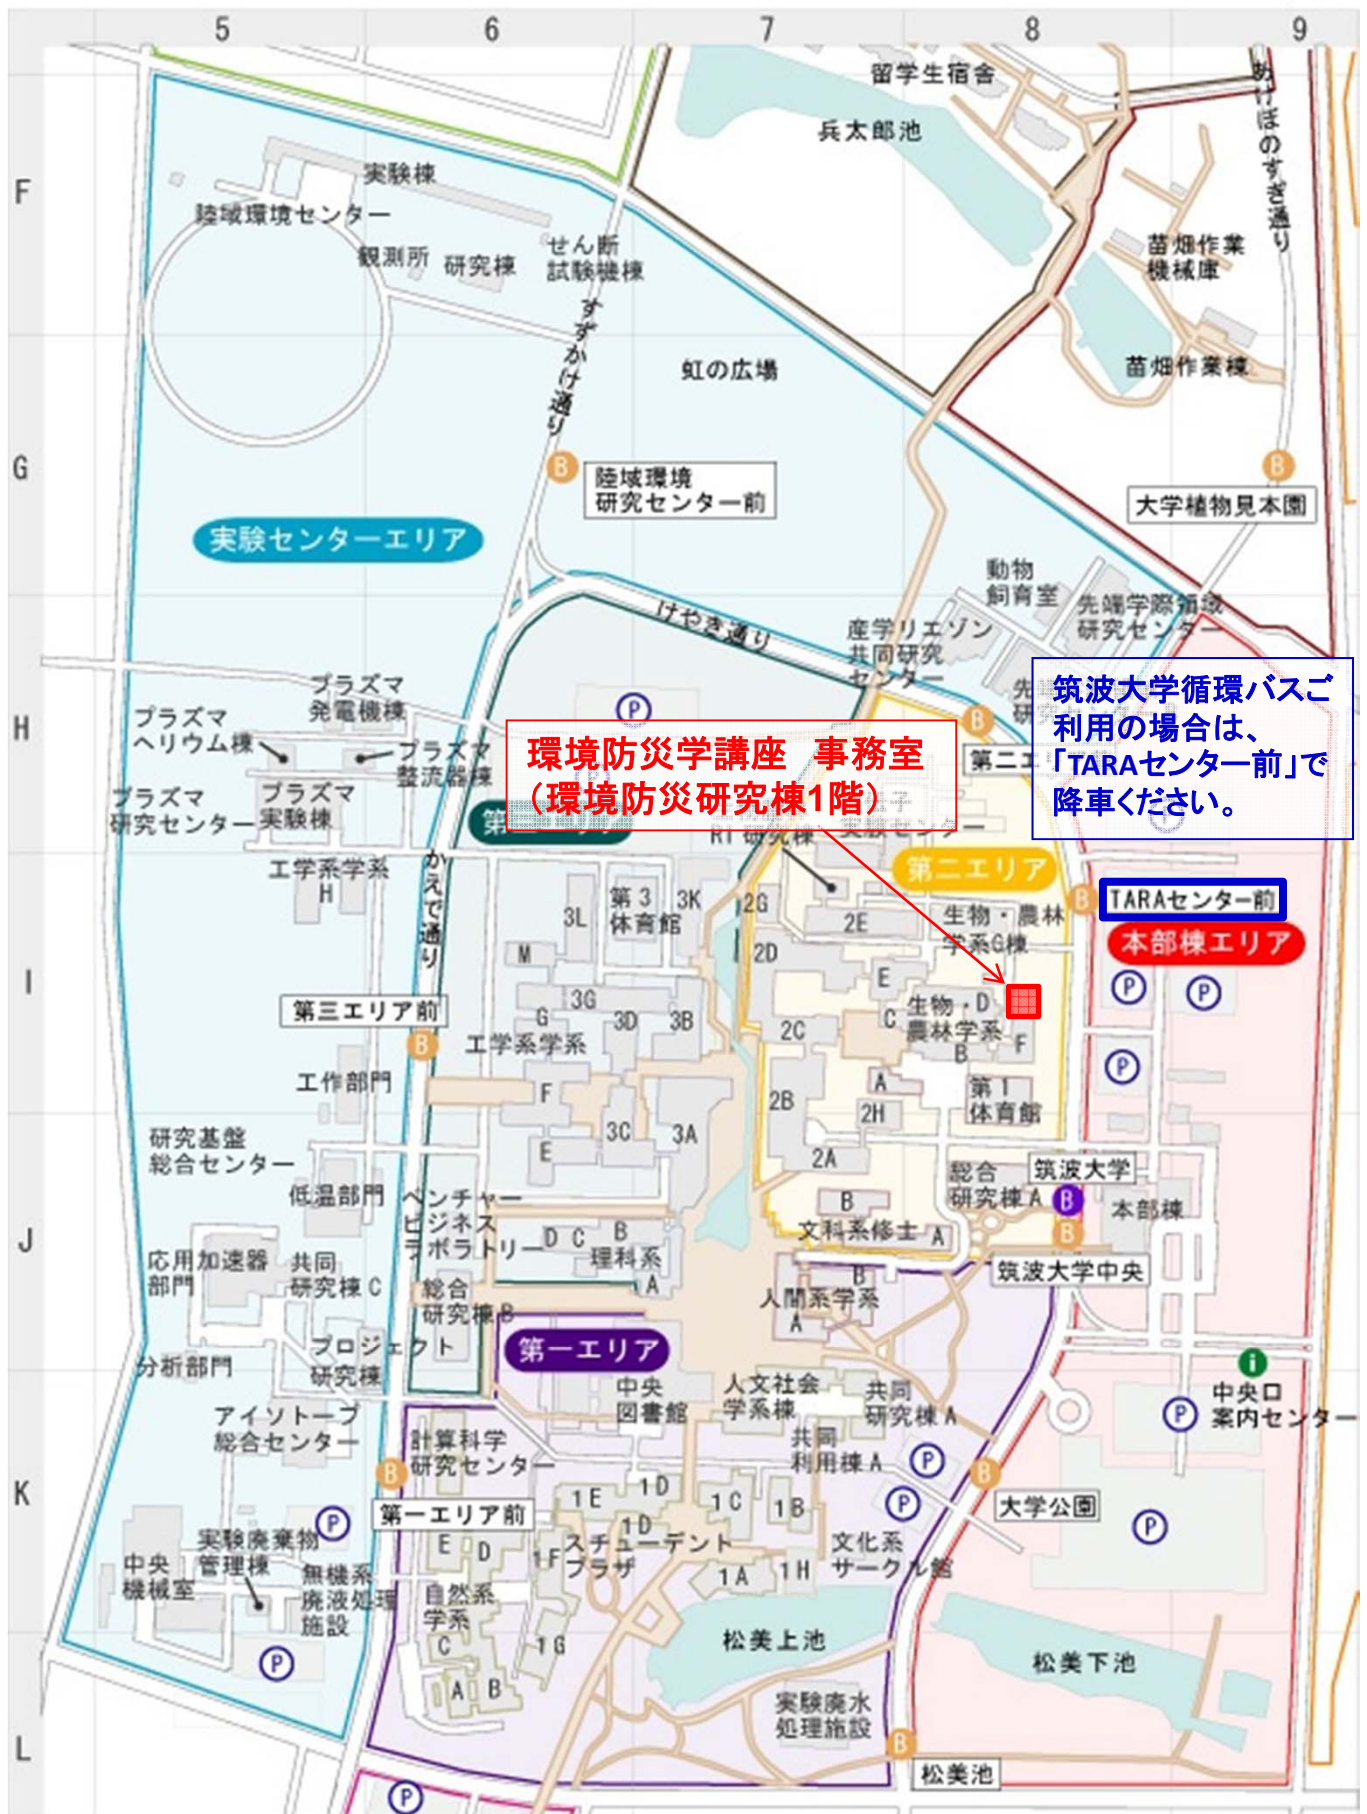 5
6
7
8
9
F
G
H
I
J
K
L
留学生宿舎
兵太郎池
あけぼのすぎ通り
実験棟
陸域環境センター
観測所
研究棟
せん断
試験機棟
苗畑作業
機械庫
すずかけ通り
虹の広場
苗畑作業棟
B
陸域環境
研究センター前
B
大学植物見本園
実験センターエリア
動物
飼育室
先端学際領域
研究センター
けやき通り
産学リエゾン
共同研究
センター
筑波大学循環バスご
利用の場合は、
「TARAセンター前」で
降車ください。
プラズマ
発電機棟
P
プラズマ
ヘリウム棟
B
第二エ
環境防災学講座 事務室
(環境防災研究棟1階)
プラズマ
整流器棟
プラズマ
研究センター
プラズマ
実験棟
RI 研究棟
実験センター
第二エリア
かえで通り
工学系学系
H
3L
第3
体育館
3K
2G
2E
生物・農林
学系G棟
B
TARAセンター前
本部棟エリア
M
2D
E
P
P
第三エリア前
3G
G
3D
3B
工学系学系
2C
C
生物・
農林学系
D
B
F
B
P
工作部門
F
2B
A
2H
第1
体育館
研究基盤
総合センター
E
3C
3A
2A
総合
研究棟A
筑波大学
B
低温部門
ベンチャー
ビジネス
ラボラトリー
B
文科系修士
A
本部棟
B
D
C
B
理科系
A
筑波大学中央
応用加速器
部門
共同
研究棟C
総合
研究棟B
B
人間系学系
A
プロジェクト
研究棟
第一エリア
分析部門
i
中央口
案内センター
中央
図書館
人文社会
学系棟
共同
研究棟A
アイソトープ
総合センター
計算科学
研究センター
共同
利用棟A
P
P
B
B
第一エリア前
1E
1D
1C
1B
P
大学公園
P
P
実験廃棄物
管理棟
中央
機械室
無機系
廃液処理
施設
E
D
1F
1D
スチューデント
プラザ
文化系
サークル館
1A
1H
自然系
学系
C
1G
松美上池
松美下池
P
A
B
実験廃水
処理施設
B
松美池
P